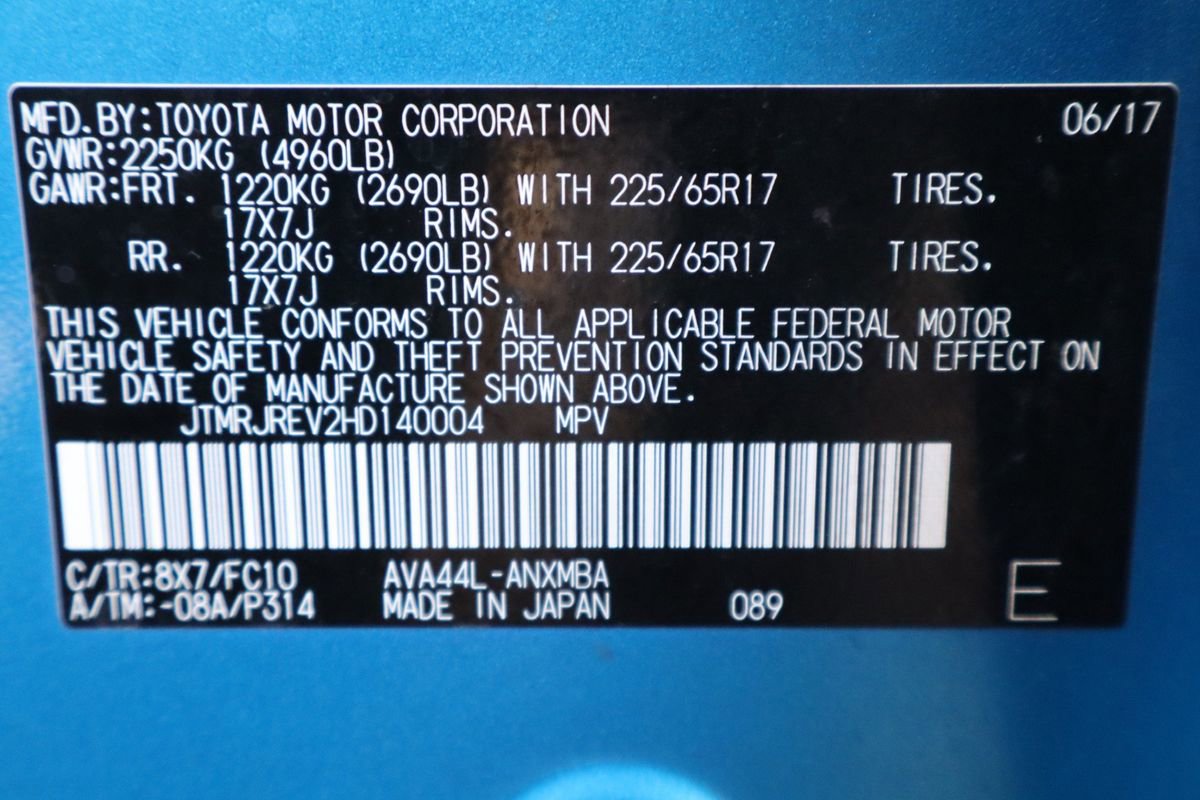 MFD.BY:TOYOTA MOTOR CORPORATION 06/17
GVWR:2250KG (4960LB)
GAWR:FRT. 1220KG (2690LB) WITH 225/65R17 TIRES.
17X7J RIMS.
RR. 1220KG (2690LB) WITH 225/65R17 TIRES.
17X7J RIMS.
THIS VEHICLE CONFORMS TO ALL APPLICABLE FEDERAL MOTOR
VEHICLE SAFETY AND THEFT PREVENTION STANDARDS IN EFFECT ON
THE DATE OF MANUFACTURE SHOWN ABOVE.
JTMRJREV2HD140004 MPV
C/TR:8X7/FC10 AVA44L-ANXMBA
A/TM:-08A/P314 MADE IN JAPAN 089 E